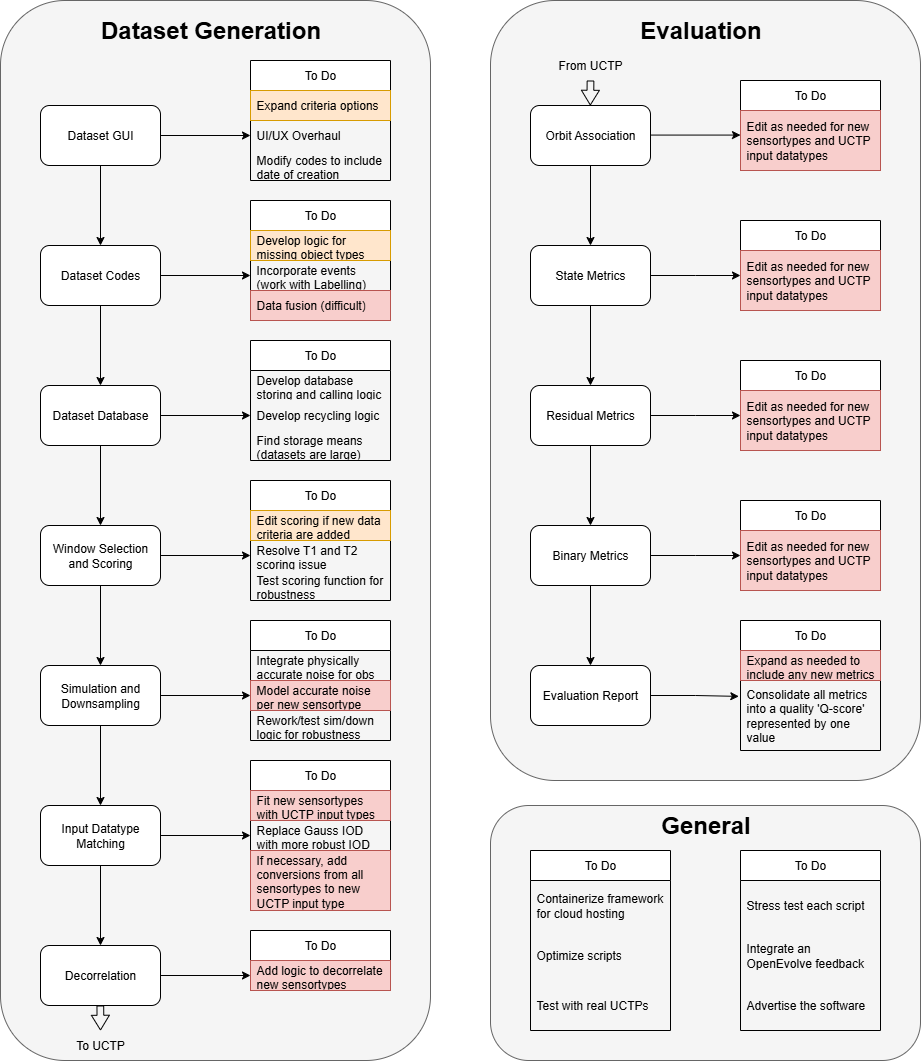 Dataset Generation
To Do
Expand criteria options
Dataset GUI
UI/UX Overhaul
Modify codes to include
date of creation
To Do
Develop logic for
missing object types
Dataset Codes
Incorporate events
(work with Labelling)
Data fusion (difficult)
To Do
Develop database
storing and calling logic
Dataset Database
Develop recycling logic
Find storage means
(datasets are large)
To Do
Edit scoring if new data
criteria are added
Window Selection
and Scoring
Resolve T1 and T2
scoring issue
Test scoring function for
robustness
To Do
Integrate physically
accurate noise for obs
Simulation and
Downsampling
Model accurate noise
per new sensortype
Rework/test sim/down
logic for robustness
To Do
Fit new sensortypes
with UCTP input types
Input Datatype
Matching
Replace Gauss IOD
with more robust IOD
If necessary, add
conversions from all
sensortypes to new
UCTP input type
To Do
Decorrelation
Add logic to decorrelate
new sensortypes
To UCTP
Evaluation
From UCTP
To Do
Orbit Association
Edit as needed for new
sensortypes and UCTP
input datatypes
To Do
State Metrics
Edit as needed for new
sensortypes and UCTP
input datatypes
To Do
Residual Metrics
Edit as needed for new
sensortypes and UCTP
input datatypes
To Do
Binary Metrics
Edit as needed for new
sensortypes and UCTP
input datatypes
To Do
Expand as needed to
include any new metrics
Evaluation Report
Consolidate all metrics
into a quality 'Q-score'
represented by one
value
General
To Do
Containerize framework
for cloud hosting
Optimize scripts
Test with real UCTPs
To Do
Stress test each script
Integrate an
OpenEvolve feedback
Advertise the software